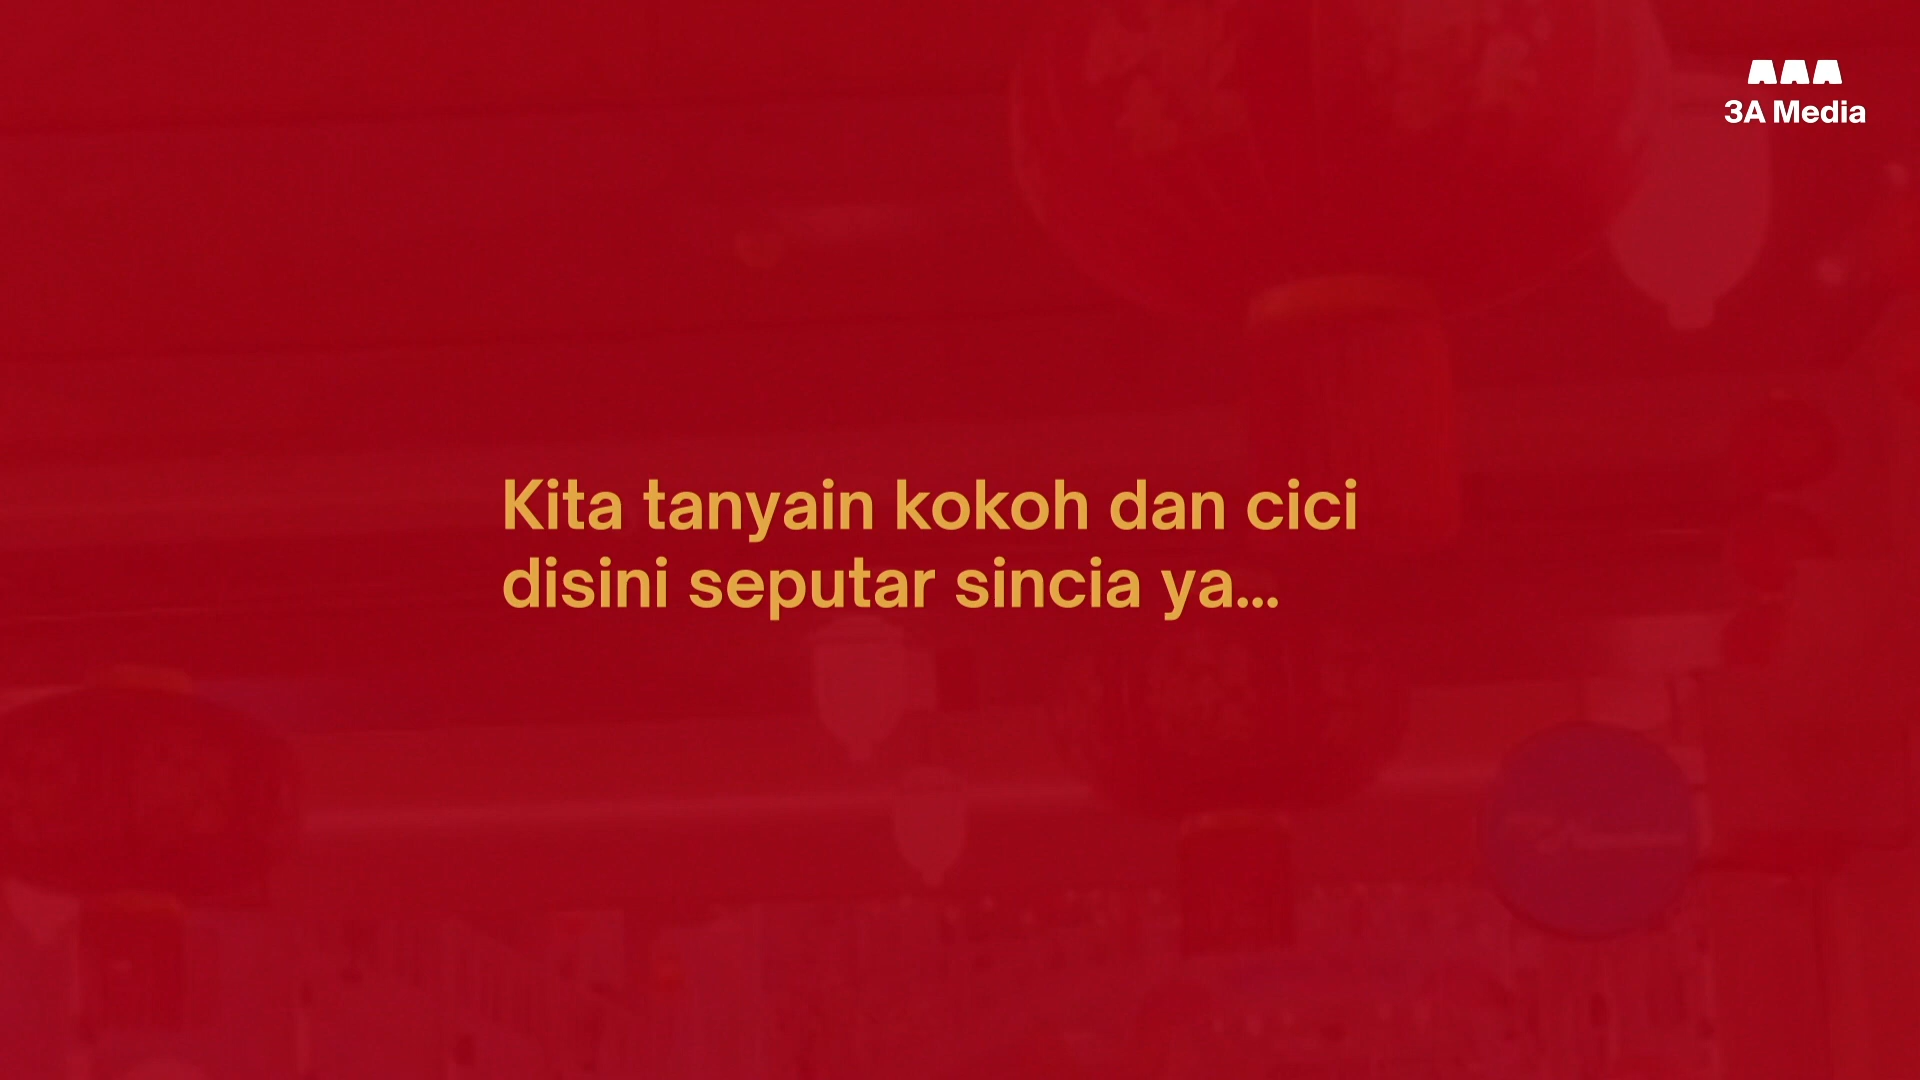 3A Media
Kita tanyain kokoh dan cici
disini seputar sincia ya...